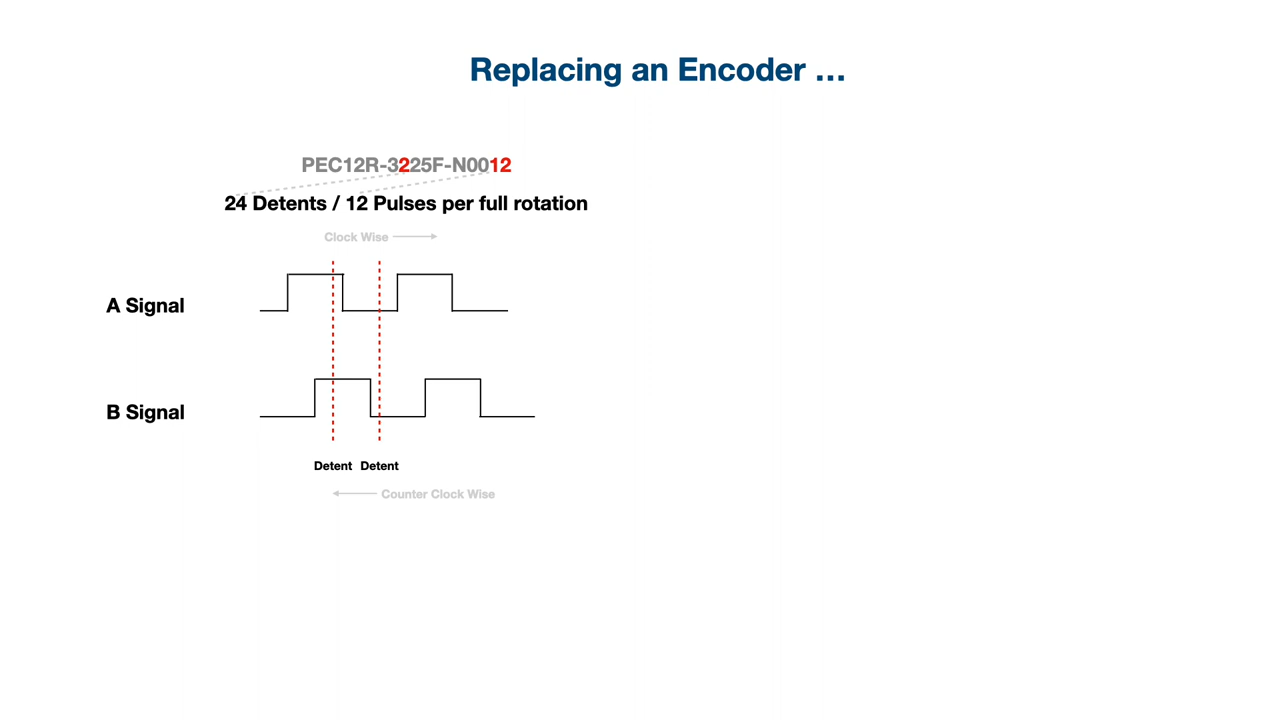 Replacing an Encoder …
PEC12R-3225F-N0012
24 Detents / 12 Pulses per full rotation
Clock Wise
A Signal
B Signal
Detent Detent
Counter Clock Wise